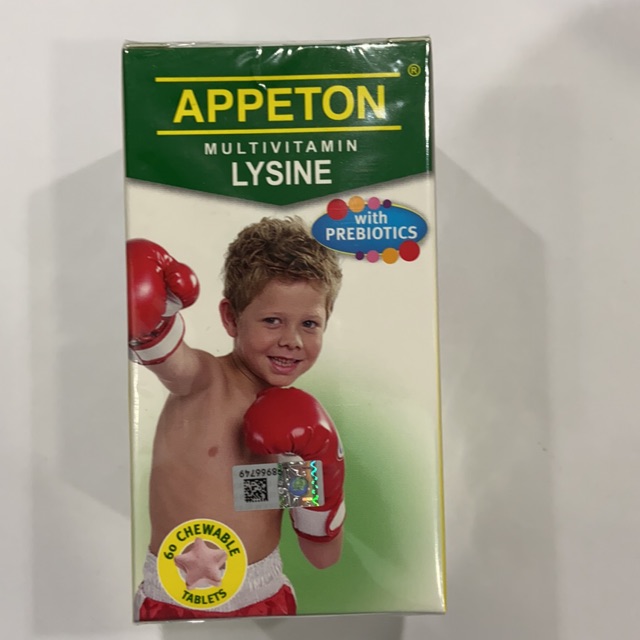 APPETON®
MULTIVITAMIN
LYSINE
with
PREBIOTICS
60 CHEWABLE
TABLETS